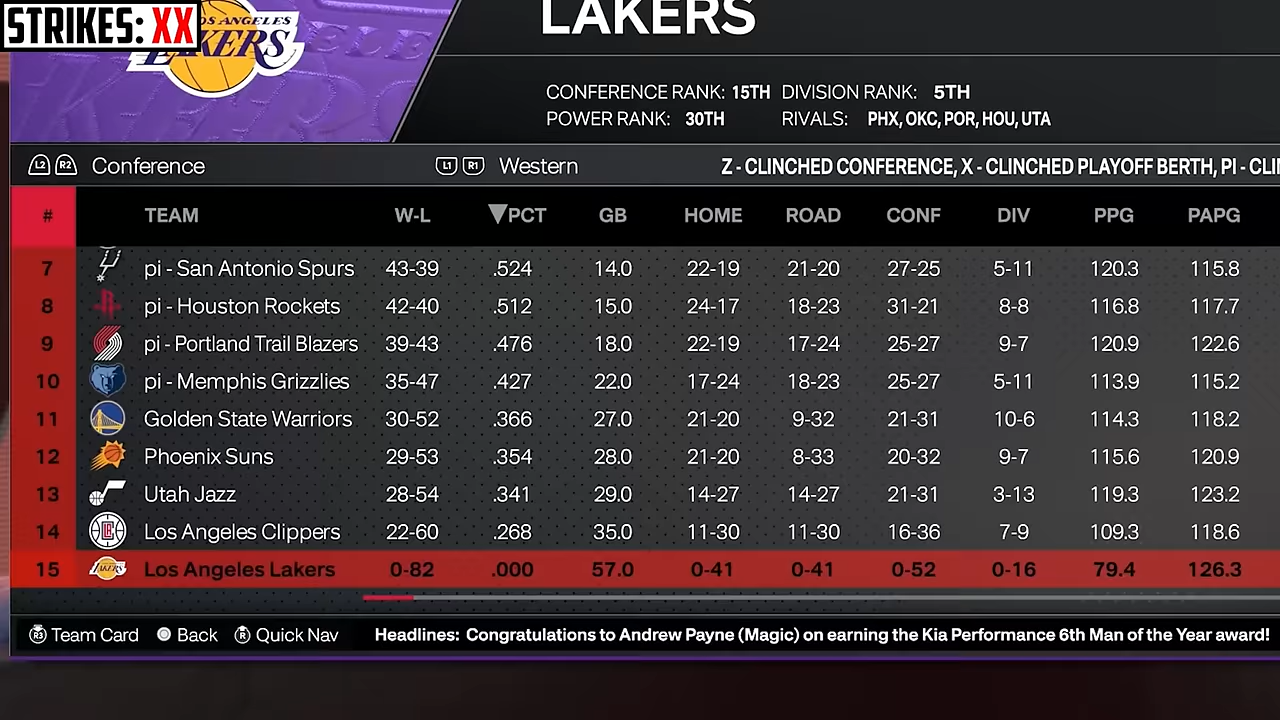 STRIKES: XX
LOS ANGELES
LAKERS
LAKERS
CONFERENCE RANK: 15TH DIVISION RANK: 5TH
POWER RANK: 30TH RIVALS: PHX, OKC, POR, HOU, UTA
L2 R2 Conference L1 R1 Western Z - CLINCHED CONFERENCE, X - CLINCHED PLAYOFF BERTH, PI - CLI
# TEAM W-L ▼PCT GB HOME ROAD CONF DIV PPG PAPG
7 pi - San Antonio Spurs 43-39 .524 14.0 22-19 21-20 27-25 5-11 120.3 115.8
8 pi - Houston Rockets 42-40 .512 15.0 24-17 18-23 31-21 8-8 116.8 117.7
9 pi - Portland Trail Blazers 39-43 .476 18.0 22-19 17-24 25-27 9-7 120.9 122.6
10 pi - Memphis Grizzlies 35-47 .427 22.0 17-24 18-23 25-27 5-11 113.9 115.2
11 Golden State Warriors 30-52 .366 27.0 21-20 9-32 21-31 10-6 114.3 118.2
12 Phoenix Suns 29-53 .354 28.0 21-20 8-33 20-32 9-7 115.6 120.9
13 Utah Jazz 28-54 .341 29.0 14-27 14-27 21-31 3-13 119.3 123.2
14 Los Angeles Clippers 22-60 .268 35.0 11-30 11-30 16-36 7-9 109.3 118.6
15 Los Angeles Lakers 0-82 .000 57.0 0-41 0-41 0-52 0-16 79.4 126.3
R3 Team Card Back R Quick Nav Headlines: Congratulations to Andrew Payne (Magic) on earning the Kia Performance 6th Man of the Year award!